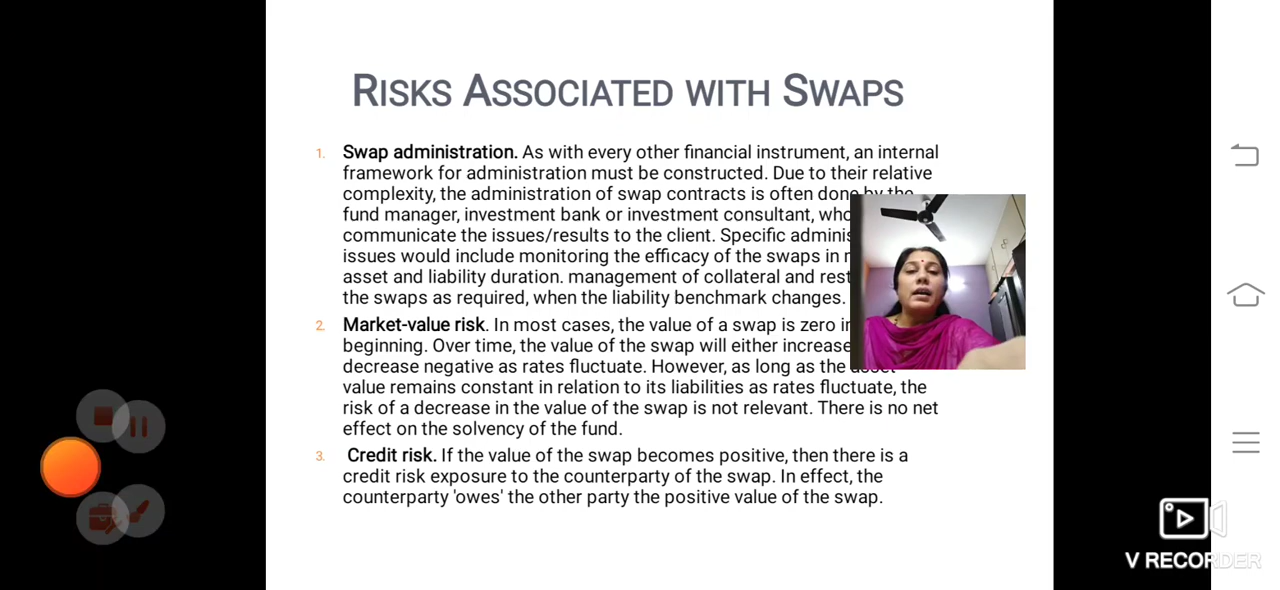 RISKS ASSOCIATED WITH SWAPS
1. Swap administration. As with every other financial instrument, an internal
framework for administration must be constructed. Due to their relative
complexity, the administration of swap contracts is often done by the
fund manager, investment bank or investment consultant, who
communicate the issues/results to the client. Specific
issues would include monitoring the efficacy of the swaps in
asset and liability duration. management of collateral and
the swaps as required, when the liability benchmark changes.
2. Market-value risk. In most cases, the value of a swap is zero in
beginning. Over time, the value of the swap will either increase
decrease negative as rates fluctuate. However, as long as the asset
value remains constant in relation to its liabilities as rates fluctuate, the
risk of a decrease in the value of the swap is not relevant. There is no net
effect on the solvency of the fund.
3. Credit risk. If the value of the swap becomes positive, then there is a
credit risk exposure to the counterparty of the swap. In effect, the
counterparty 'owes' the other party the positive value of the swap.
V RECORDER